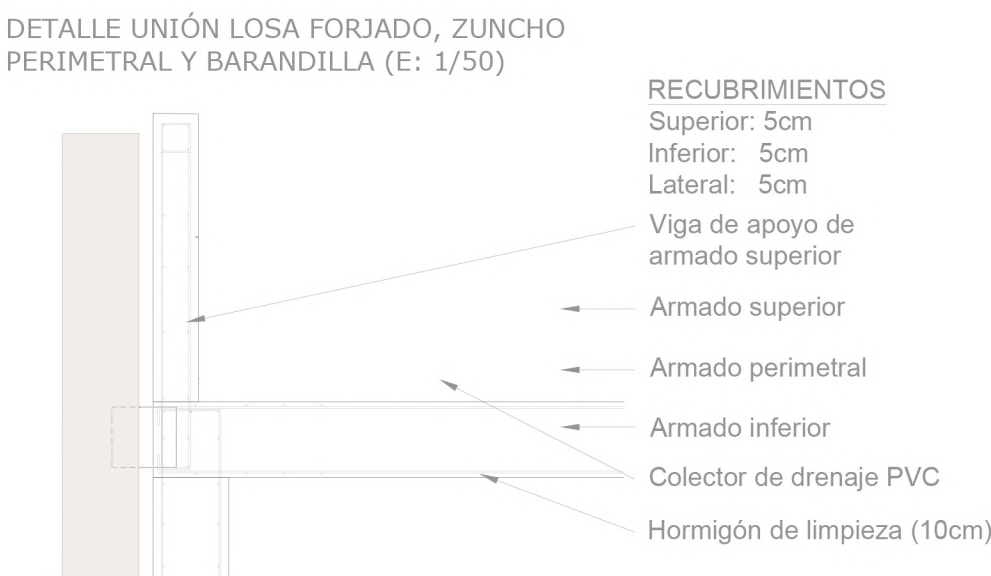 DETALLE UNIÓN LOSA FORJADO, ZUNCHO
PERIMETRAL Y BARANDILLA (E: 1/50)
RECUBRIMIENTOS
Superior: 5cm
Inferior: 5cm
Lateral: 5cm
Viga de apoyo de
armado superior
Armado superior
Armado perimetral
Armado inferior
Colector de drenaje PVC
Hormigón de limpieza (10cm)